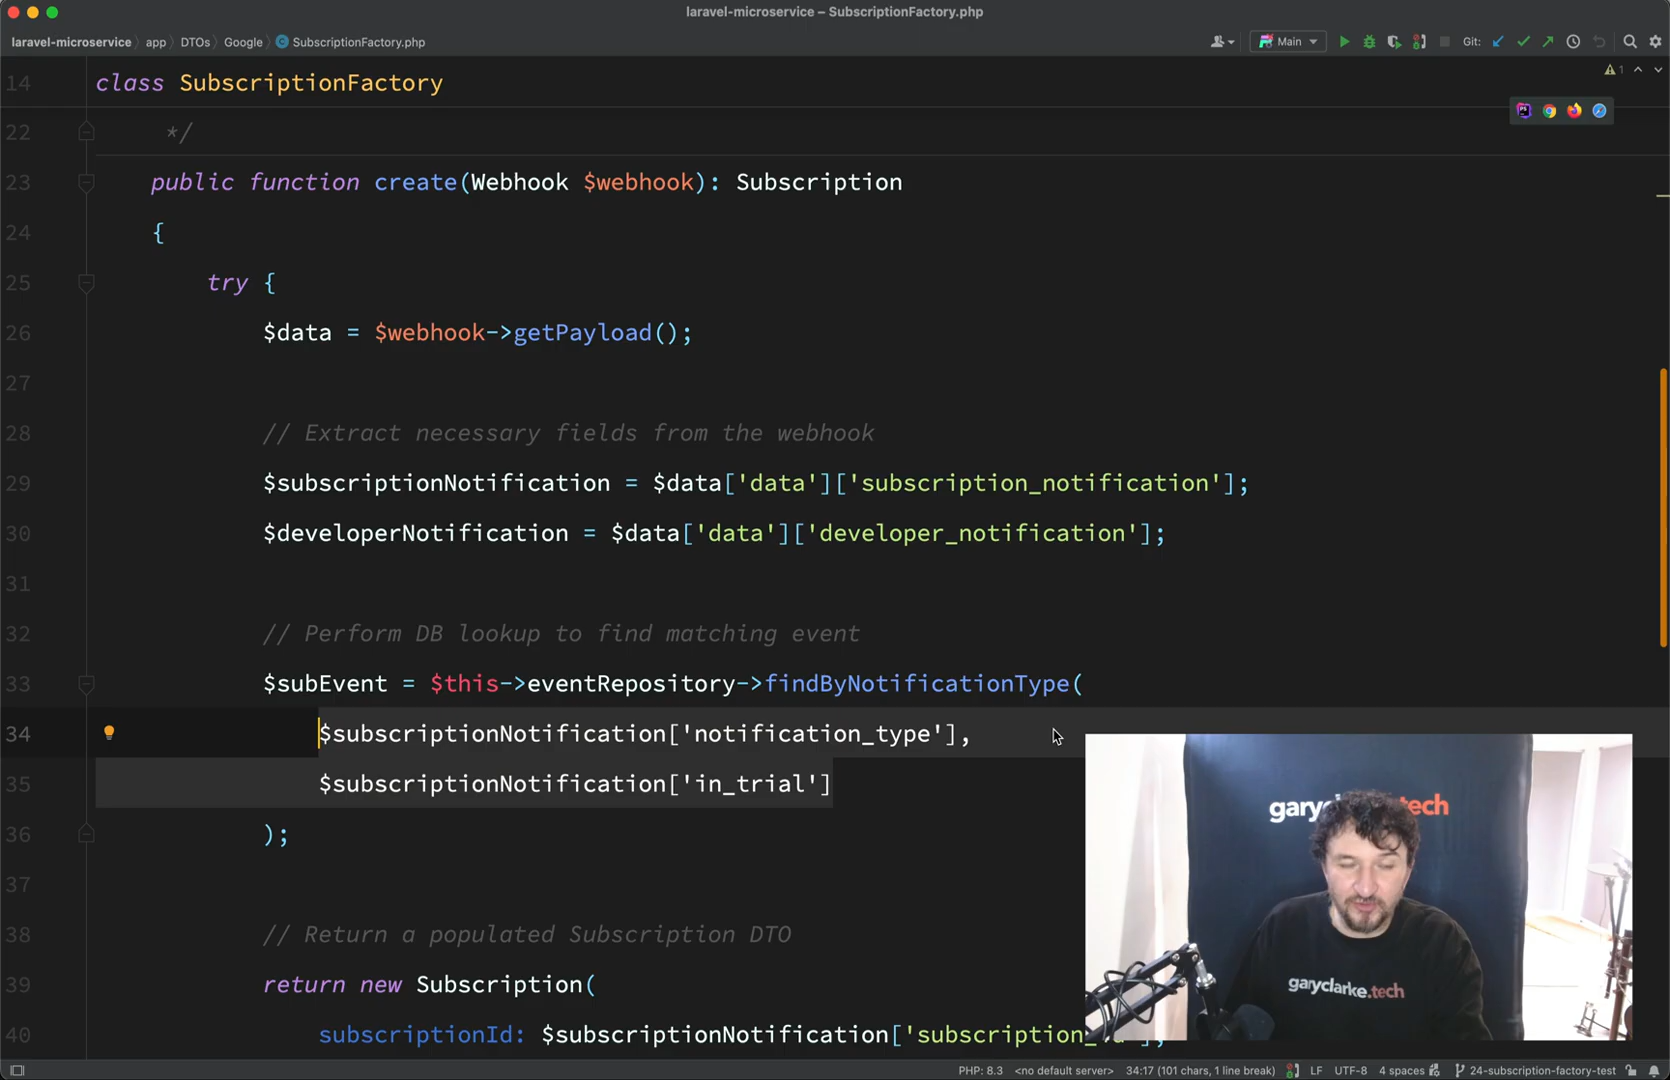 laravel-microservice – SubscriptionFactory.php
laravel-microservice app DTOs Google SubscriptionFactory.php
Main Git:
14 class SubscriptionFactory
1
22 */
23 public function create(Webhook $webhook): Subscription
24 {
25 try {
26 $data = $webhook->getPayload();
27
28 // Extract necessary fields from the webhook
29 $subscriptionNotification = $data['data']['subscription_notification'];
30 $developerNotification = $data['data']['developer_notification'];
31
32 // Perform DB lookup to find matching event
33 $subEvent = $this->eventRepository->findByNotificationType(
34 $subscriptionNotification['notification_type'],
35 $subscriptionNotification['in_trial']
36 );
37
38 // Return a populated Subscription DTO
39 return new Subscription(
40 subscriptionId: $subscriptionNotification['subscription_
garyclarke.tech
garyclarke.tech
PHP: 8.3 <no default server> 34:17 (101 chars, 1 line break) LF UTF-8 4 spaces 24-subscription-factory-test